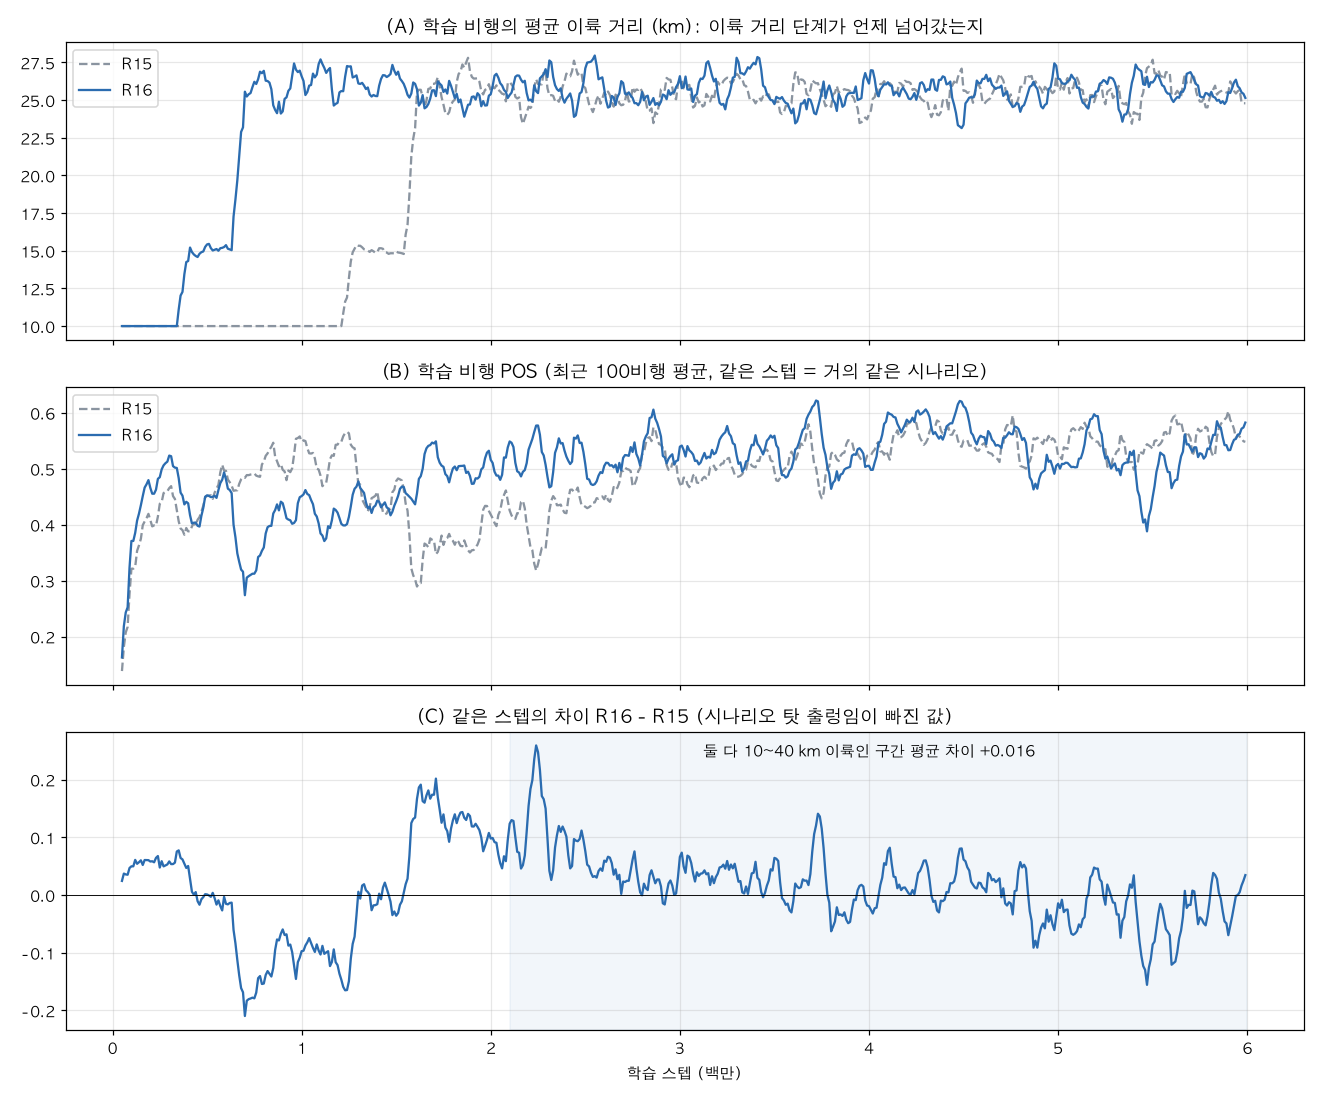 (A) 학습 비행의 평균 이륙 거리 (km): 이륙 거리 단계가 언제 넘어갔는지
R15
R16
27.5
25.0
22.5
20.0
17.5
15.0
12.5
10.0
(B) 학습 비행 POS (최근 100비행 평균, 같은 스텝 = 거의 같은 시나리오)
R15
R16
0.6
0.5
0.4
0.3
0.2
(C) 같은 스텝의 차이 R16 - R15 (시나리오 탓 출렁임이 빠진 값)
둘 다 10~40 km 이륙인 구간 평균 차이 +0.016
0.2
0.1
0.0
-0.1
-0.2
0 1 2 3 4 5 6
학습 스텝 (백만)